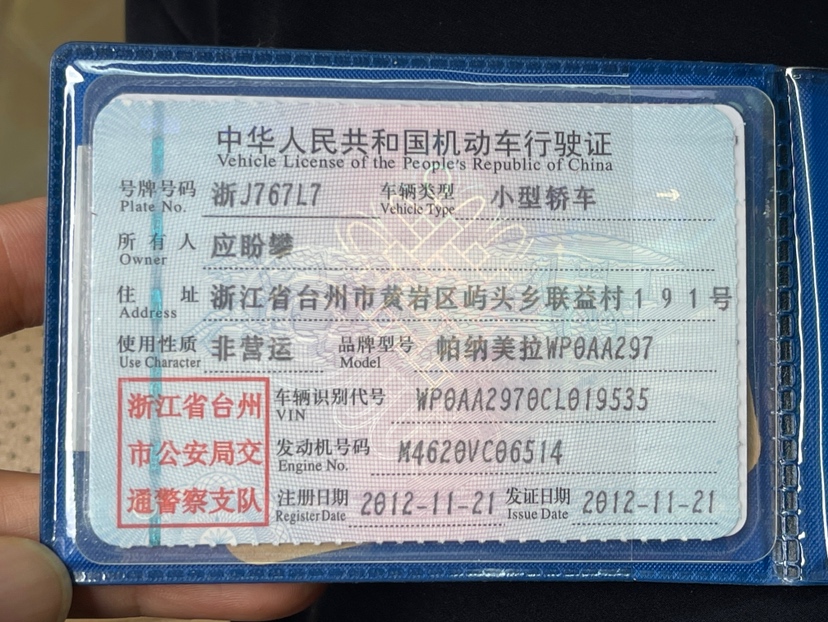 中华人民共和国机动车行驶证
Vehicle License of the People's Republic of China
号牌号码 浙J767L7 车辆类型 小型轿车
Plate No. Vehicle Type
所有人 应盼攀
Owner
住址 浙江省台州市黄岩区屿头乡联益村191号
Address
使用性质 非营运 品牌型号 帕纳美拉WP0AA297
Use Character Model
浙江省台州
市公安局交
通警察支队
车辆识别代号 WP0AA2970CL019535
VIN
发动机号码 M4620VC06514
Engine No.
注册日期 2012-11-21 发证日期 2012-11-21
Register Date Issue Date